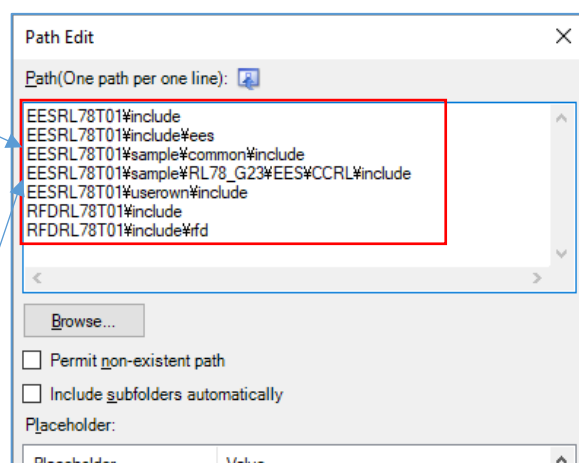 Path Edit
Path(One path per one line):
EESRL78T01¥include
EESRL78T01¥include¥ees
EESRL78T01¥sample¥common¥include
EESRL78T01¥sample¥RL78_G23¥EES¥CCRL¥include
EESRL78T01¥userown¥include
RFDRL78T01¥include
RFDRL78T01¥include¥rfd
Browse...
Permit non-existent path
Include subfolders automatically
Placeholder:
Placeholder Value